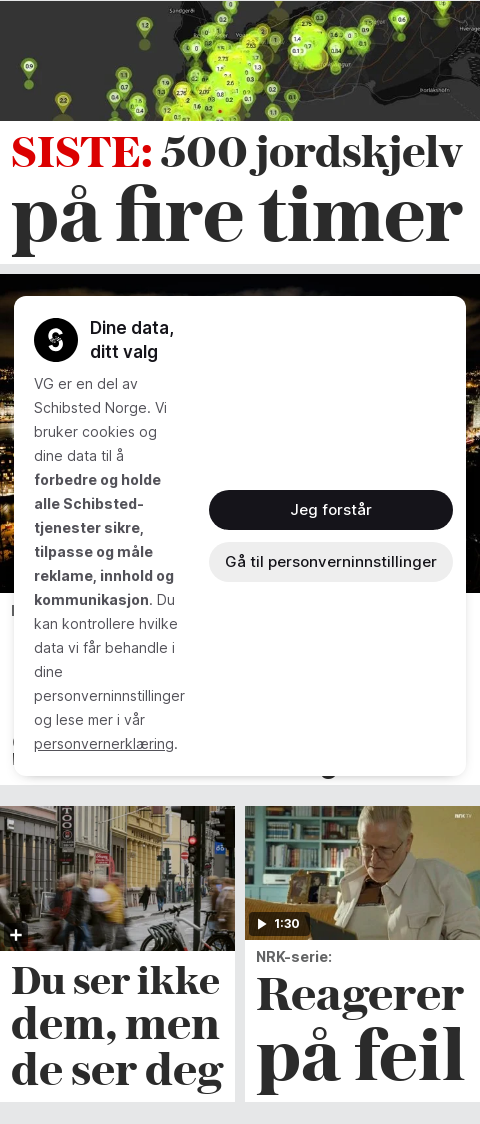 SISTE: 500 jordskjelv
på fire timer
Dine data,
ditt valg
VG er en del av
Schibsted Norge. Vi
bruker cookies og
dine data til å
forbedre og holde
alle Schibsted-
tjenester sikre,
tilpasse og måle
reklame, innhold og
kommunikasjon. Du
kan kontrollere hvilke
data vi får behandle i
dine
personverninnstillinger
og lese mer i vår
personvernerklæring.
Jeg forstår
Gå til personverninnstillinger
1:30
Du ser ikke
dem, men
de ser deg
NRK-serie:
Reagerer
på feil